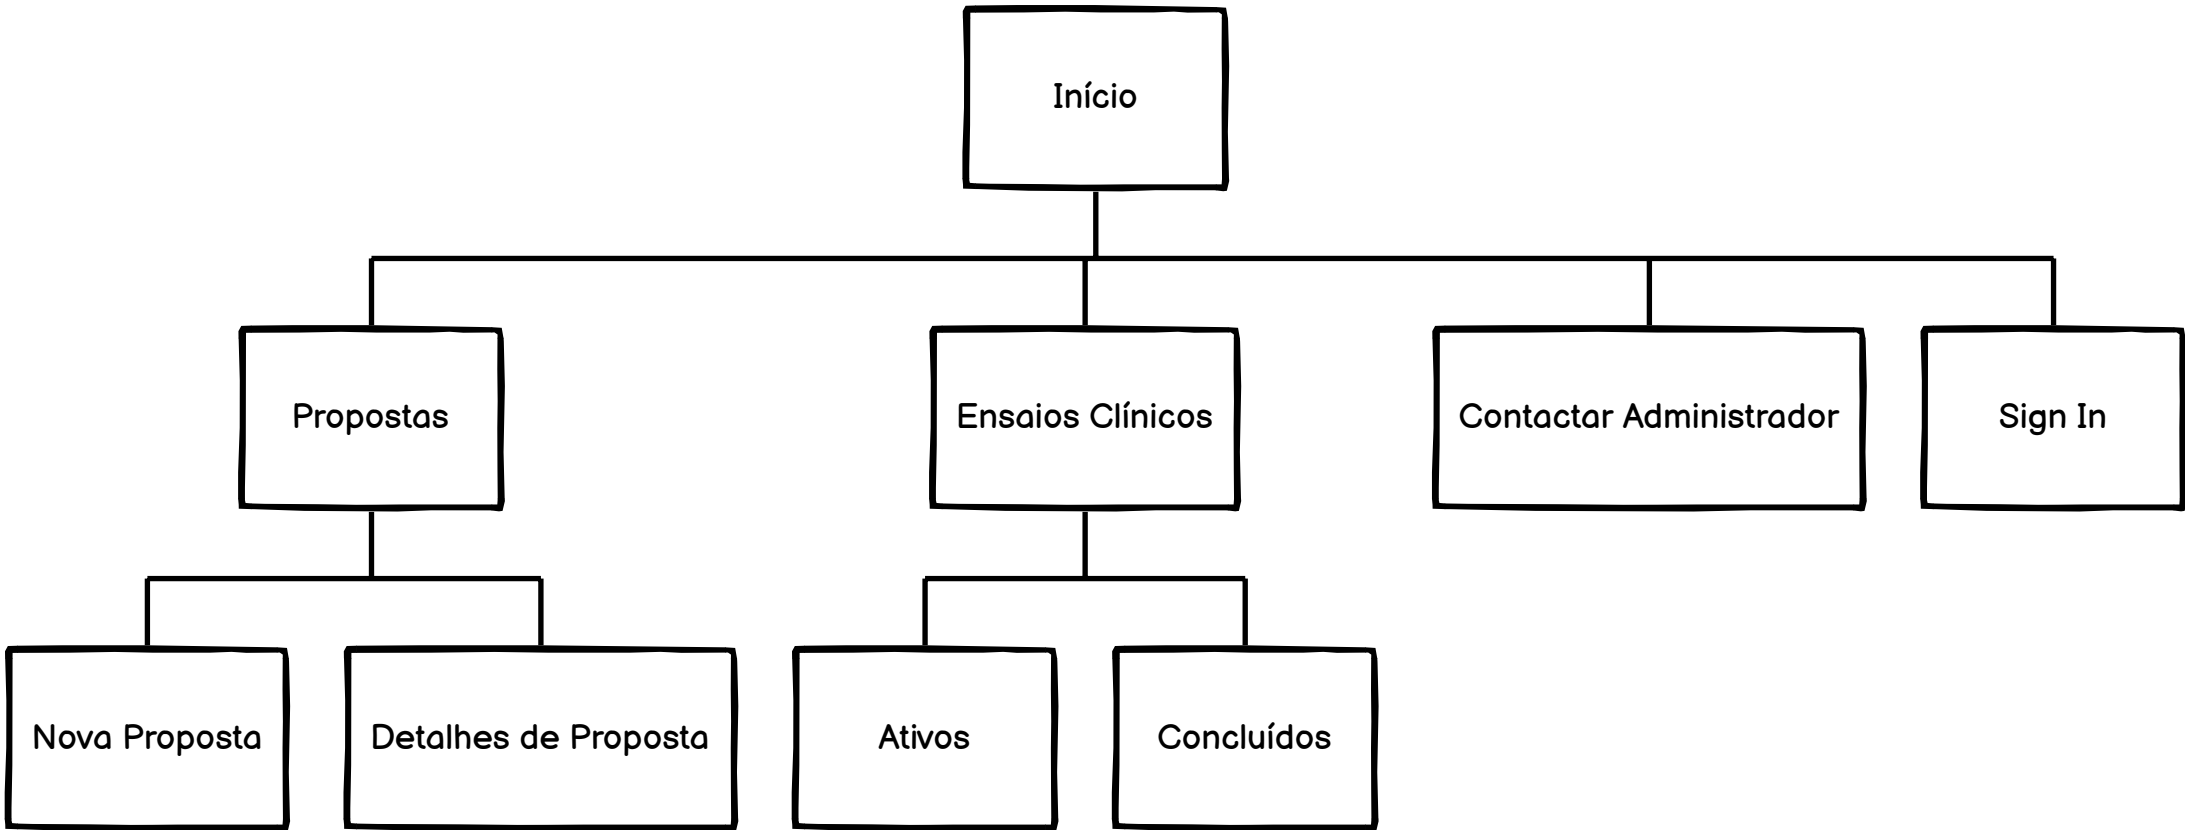 Início
Propostas
Ensaios Clínicos
Contactar Administrador
Sign In
Nova Proposta
Detalhes de Proposta
Ativos
Concluídos